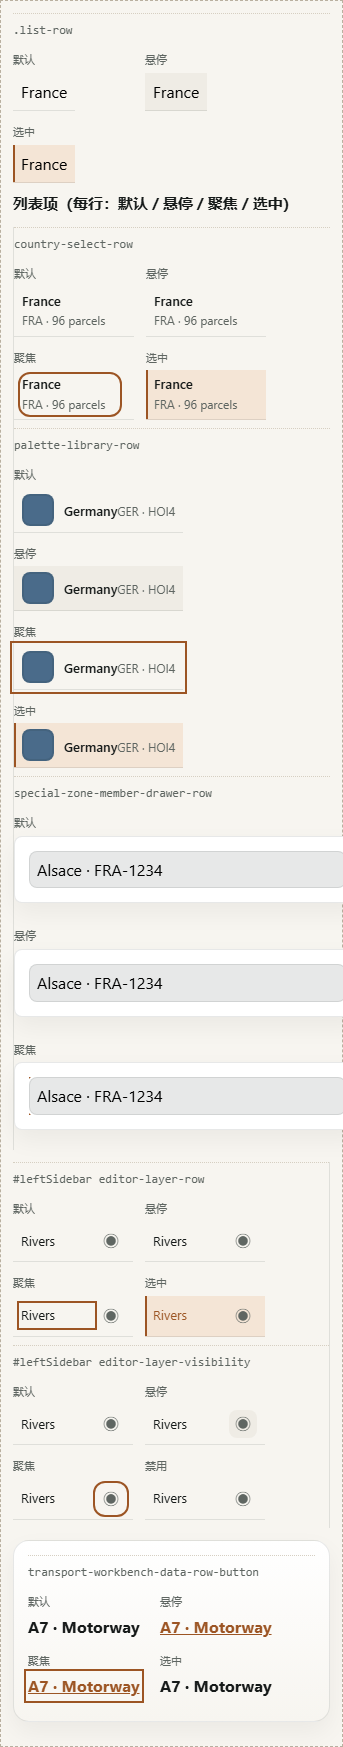 .list-row
默认 悬停
France France
选中
France
列表项（每行：默认 / 悬停 / 聚焦 / 选中）
country-select-row
默认 悬停
France France
FRA · 96 parcels FRA · 96 parcels
聚焦 选中
France France
FRA · 96 parcels FRA · 96 parcels
palette-library-row
默认
GermanyGER · HOI4
悬停
GermanyGER · HOI4
聚焦
GermanyGER · HOI4
选中
GermanyGER · HOI4
special-zone-member-drawer-row
默认
Alsace · FRA-1234
悬停
Alsace · FRA-1234
聚焦
Alsace · FRA-1234
#leftSidebar editor-layer-row
默认 悬停
Rivers Rivers
聚焦 选中
Rivers Rivers
#leftSidebar editor-layer-visibility
默认 悬停
Rivers Rivers
聚焦 禁用
Rivers Rivers
transport-workbench-data-row-button
默认 悬停
A7 · Motorway A7 · Motorway
聚焦 选中
A7 · Motorway A7 · Motorway